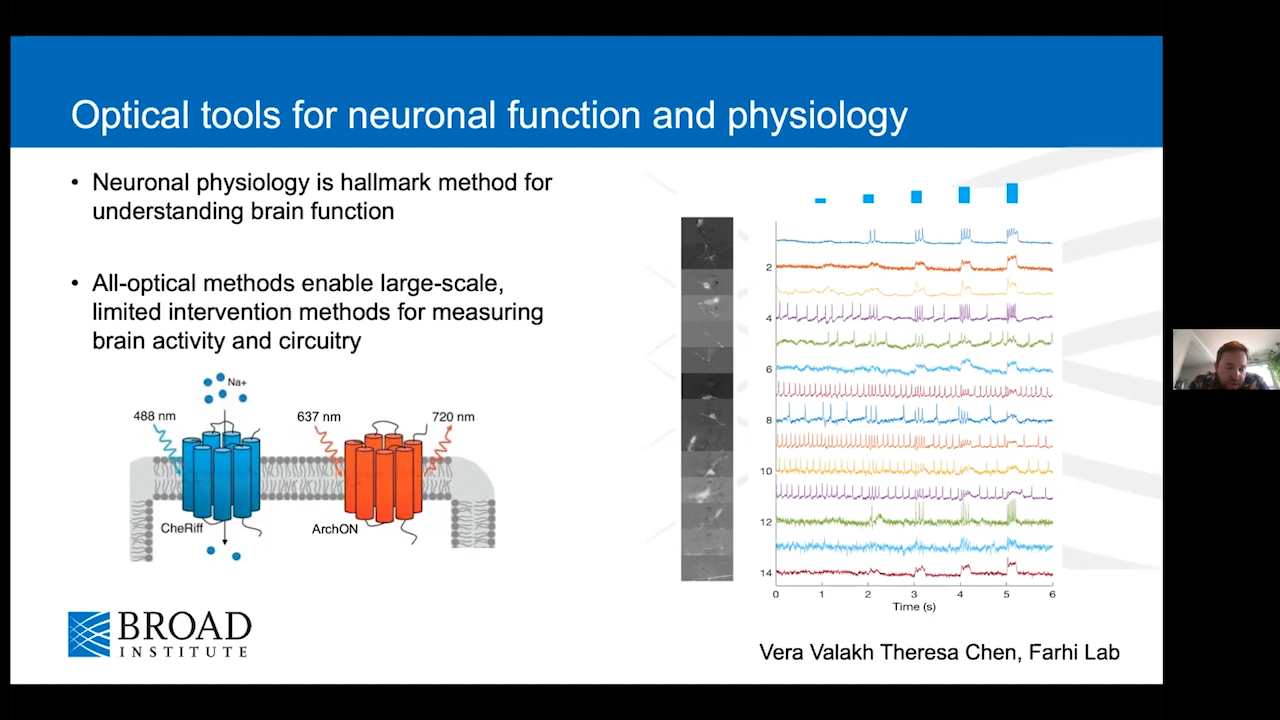 Optical tools for neuronal function and physiology
• Neuronal physiology is hallmark method for
understanding brain function
• All-optical methods enable large-scale,
limited intervention methods for measuring
brain activity and circuitry
Na+
488 nm
637 nm
720 nm
CheRiff
ArchON
2
4
6
8
10
12
14
0 1 2 3 4 5 6
Time (s)
BROAD
INSTITUTE
Vera Valakh Theresa Chen, Farhi Lab